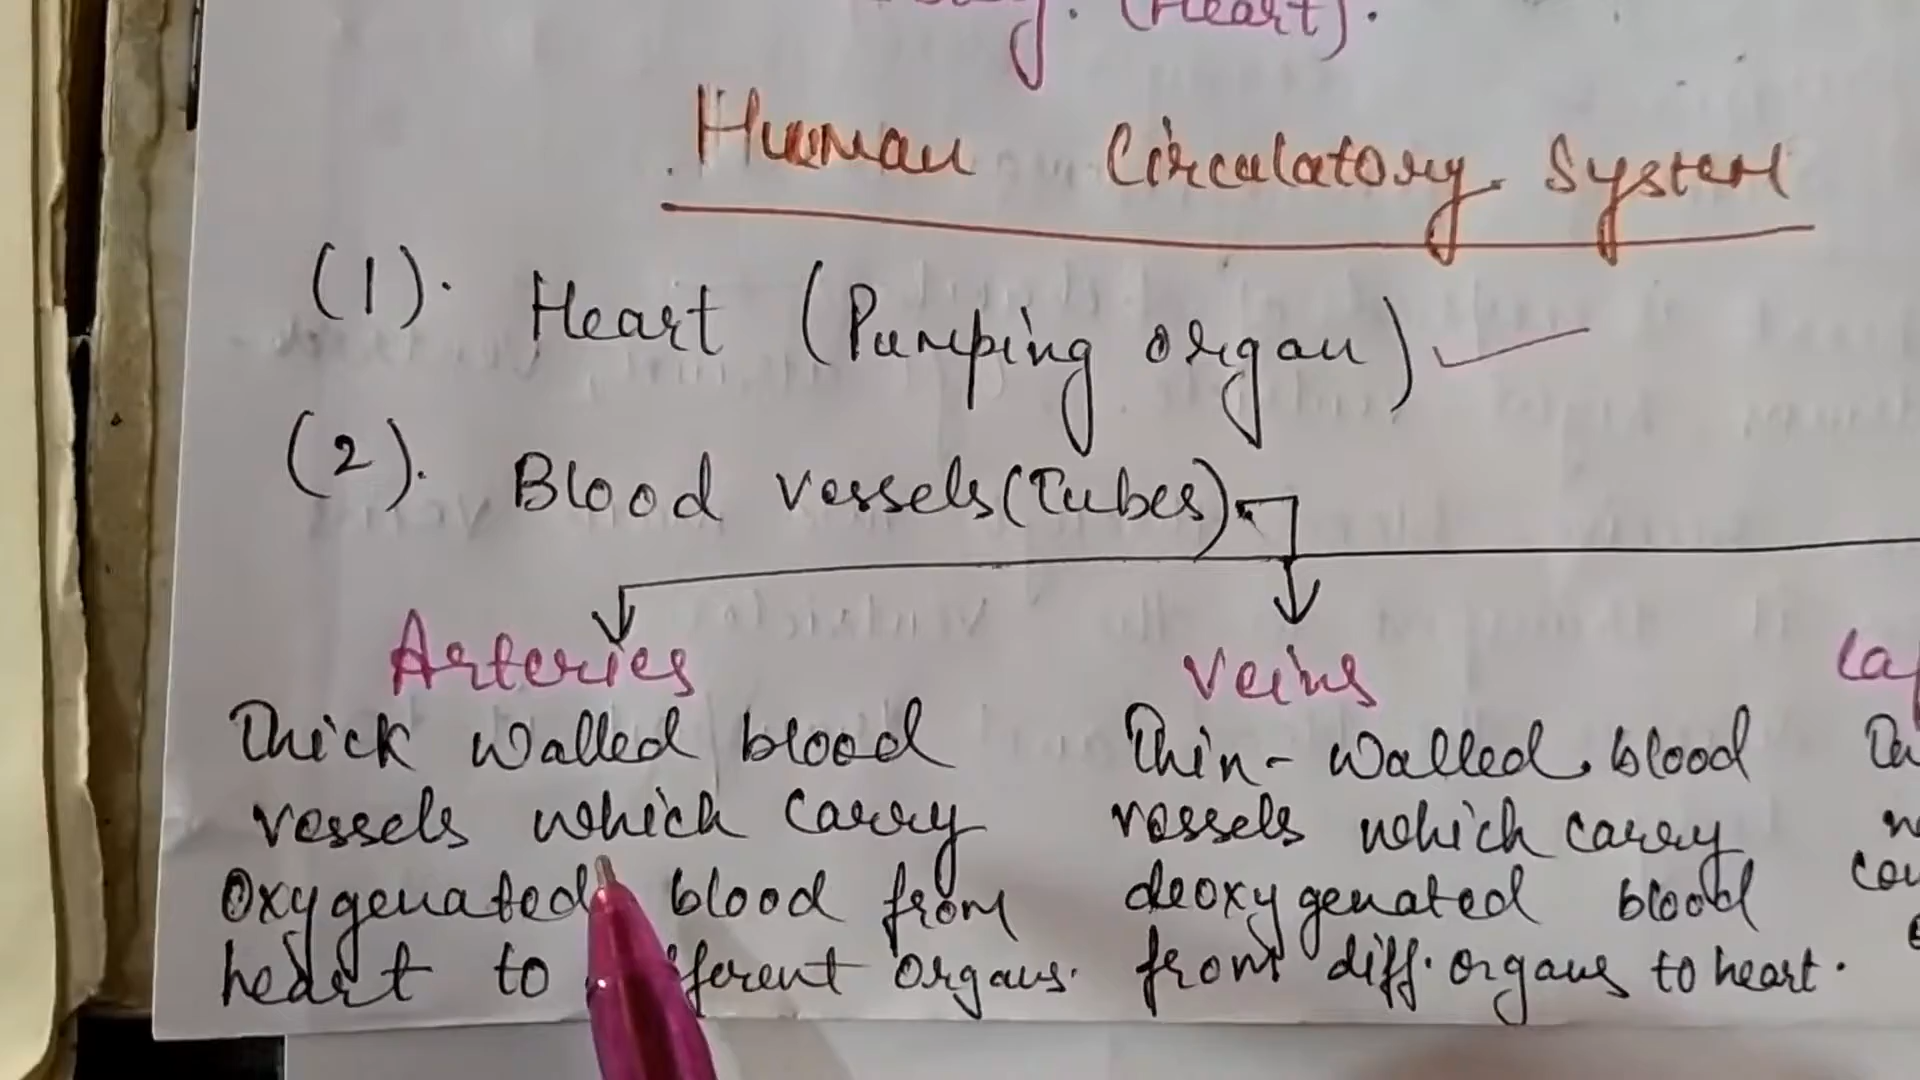 (Heart).
Human Circulatory System
(1). Heart (Pumping organ)
(2). Blood vessels (Tubes)
Arteries
Thick walled blood
vessels which carry
Oxygenated blood from
heart to organs.
Veins
Thin-walled blood
vessels which carry
deoxygenated blood
from diff. organs to heart.